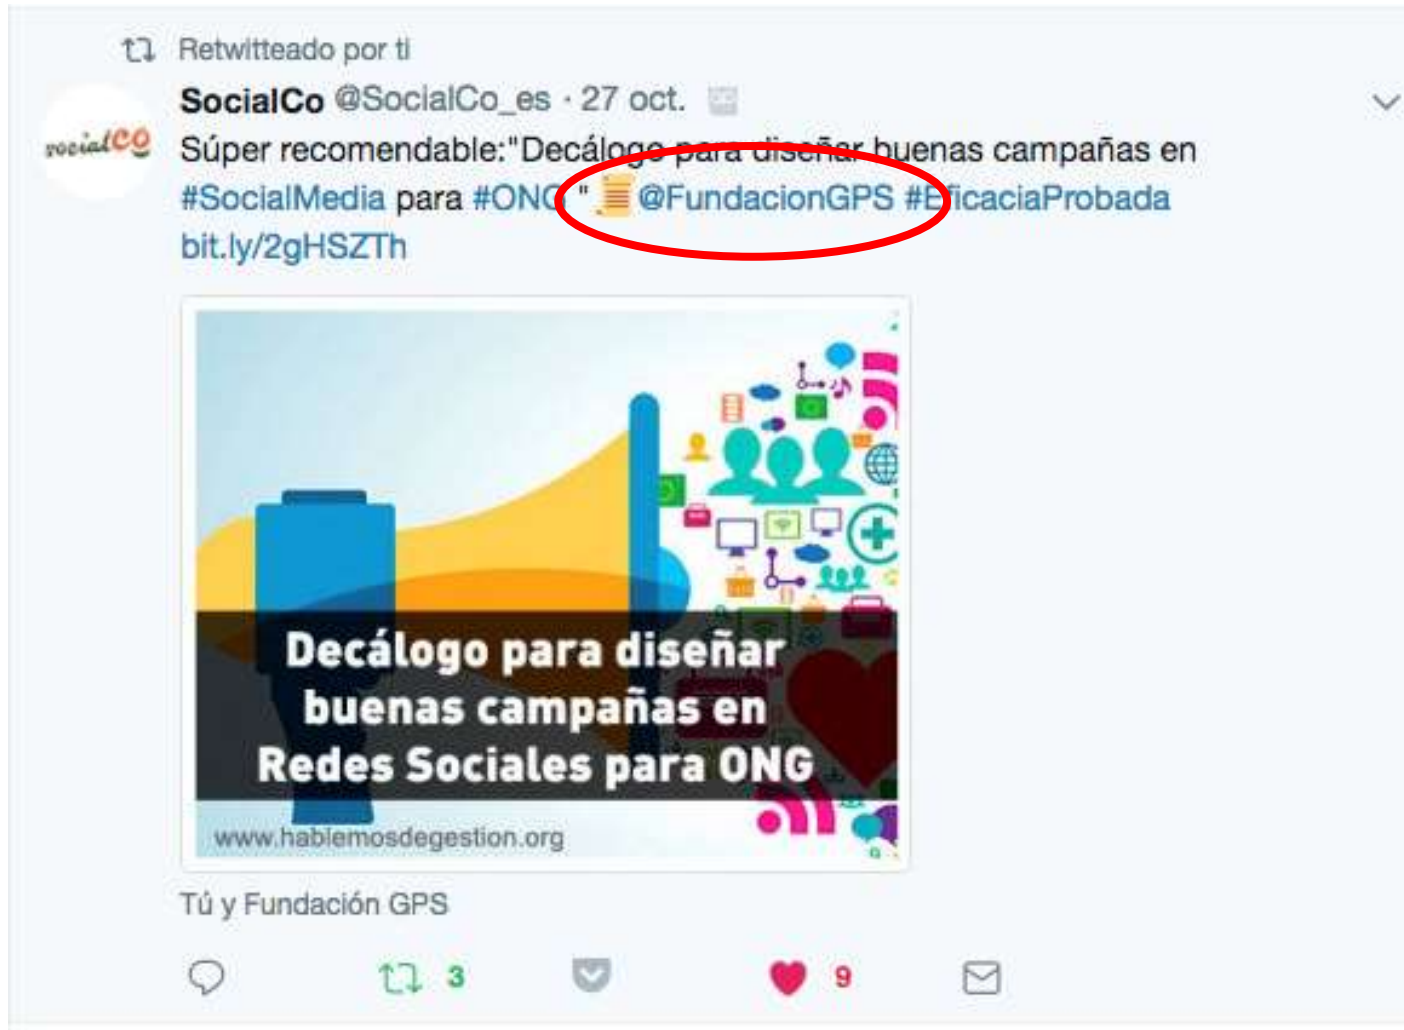 Retwitteado por ti
SocialCo @SocialCo_es · 27 oct.
socialco
Súper recomendable:"Decálogo para diseñar buenas campañas en
#SocialMedia para #ONG " @FundacionGPS #EficaciaProbada
bit.ly/2gHSZTh
Decálogo para diseñar
buenas campañas en
Redes Sociales para ONG
www.hablemosdegestion.org
Tú y Fundación GPS
3 9